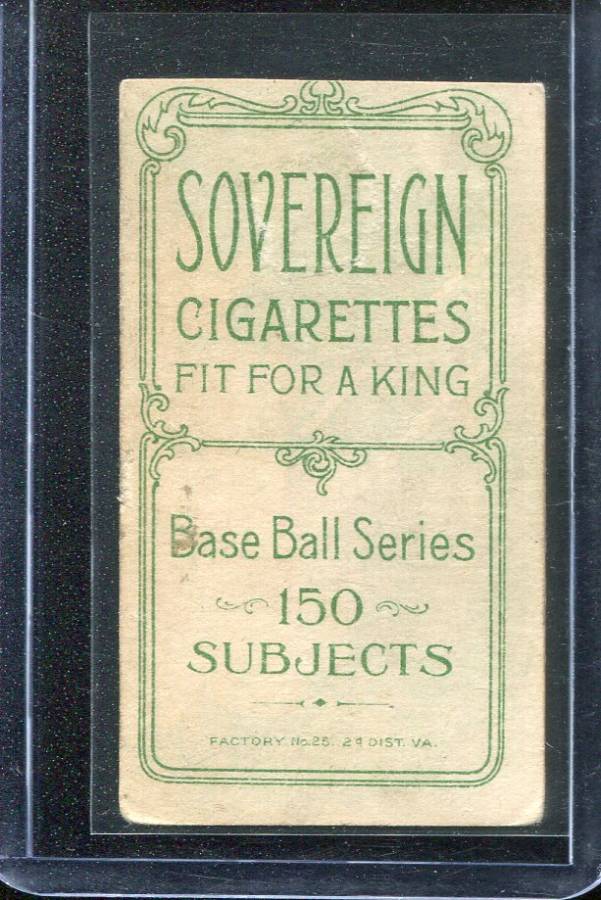 SOVEREIGN
CIGARETTES
FIT FOR A KING
Base Ball Series
150
SUBJECTS
FACTORY No. 25. 2d DIST. VA.